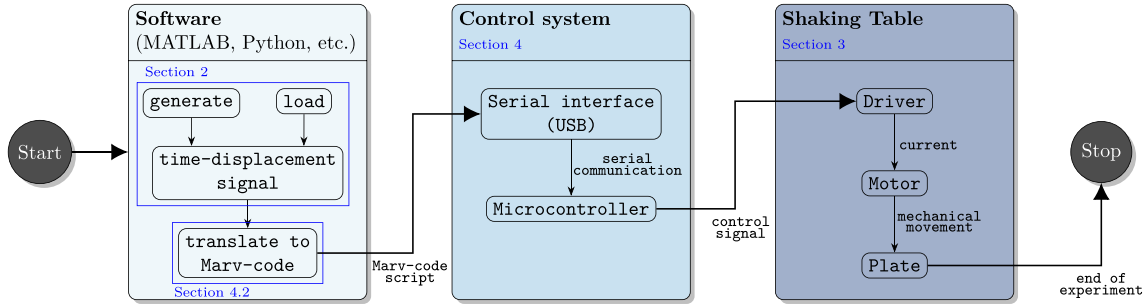 Start
Software
(MATLAB, Python, etc.)
Section 2
generate
load
time-displacement
signal
translate to
Marv-code
Section 4.2
Marv-code
script
Control system
Section 4
Serial interface
(USB)
serial
communication
Microcontroller
control
signal
Shaking Table
Section 3
Driver
current
Motor
mechanical
movement
Plate
end of
experiment
Stop